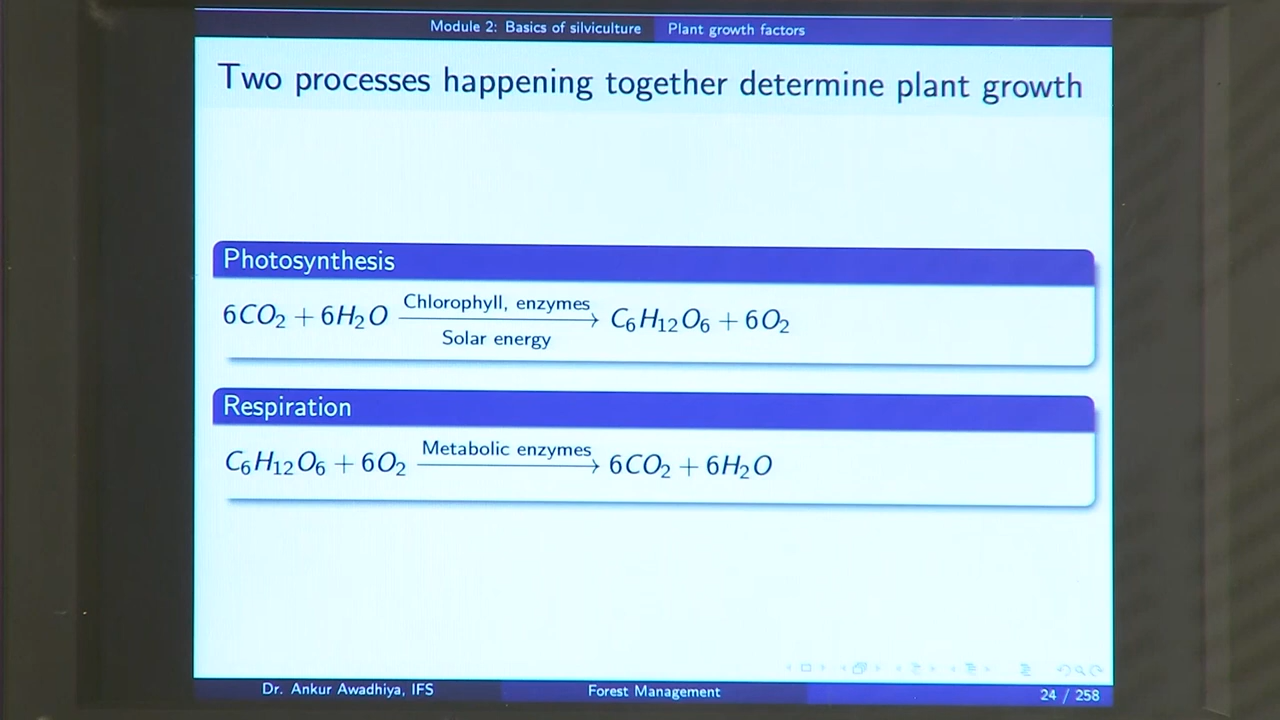 Module 2: Basics of silviculture Plant growth factors
Two processes happening together determine plant growth
Photosynthesis
6CO₂ + 6H₂O Chlorophyll, enzymes Solar energy → C₆H₁₂O₆ + 6O₂
Respiration
C₆H₁₂O₆ + 6O₂ Metabolic enzymes → 6CO₂ + 6H₂O
Dr. Ankur Awadhiya, IFS Forest Management 24 / 258